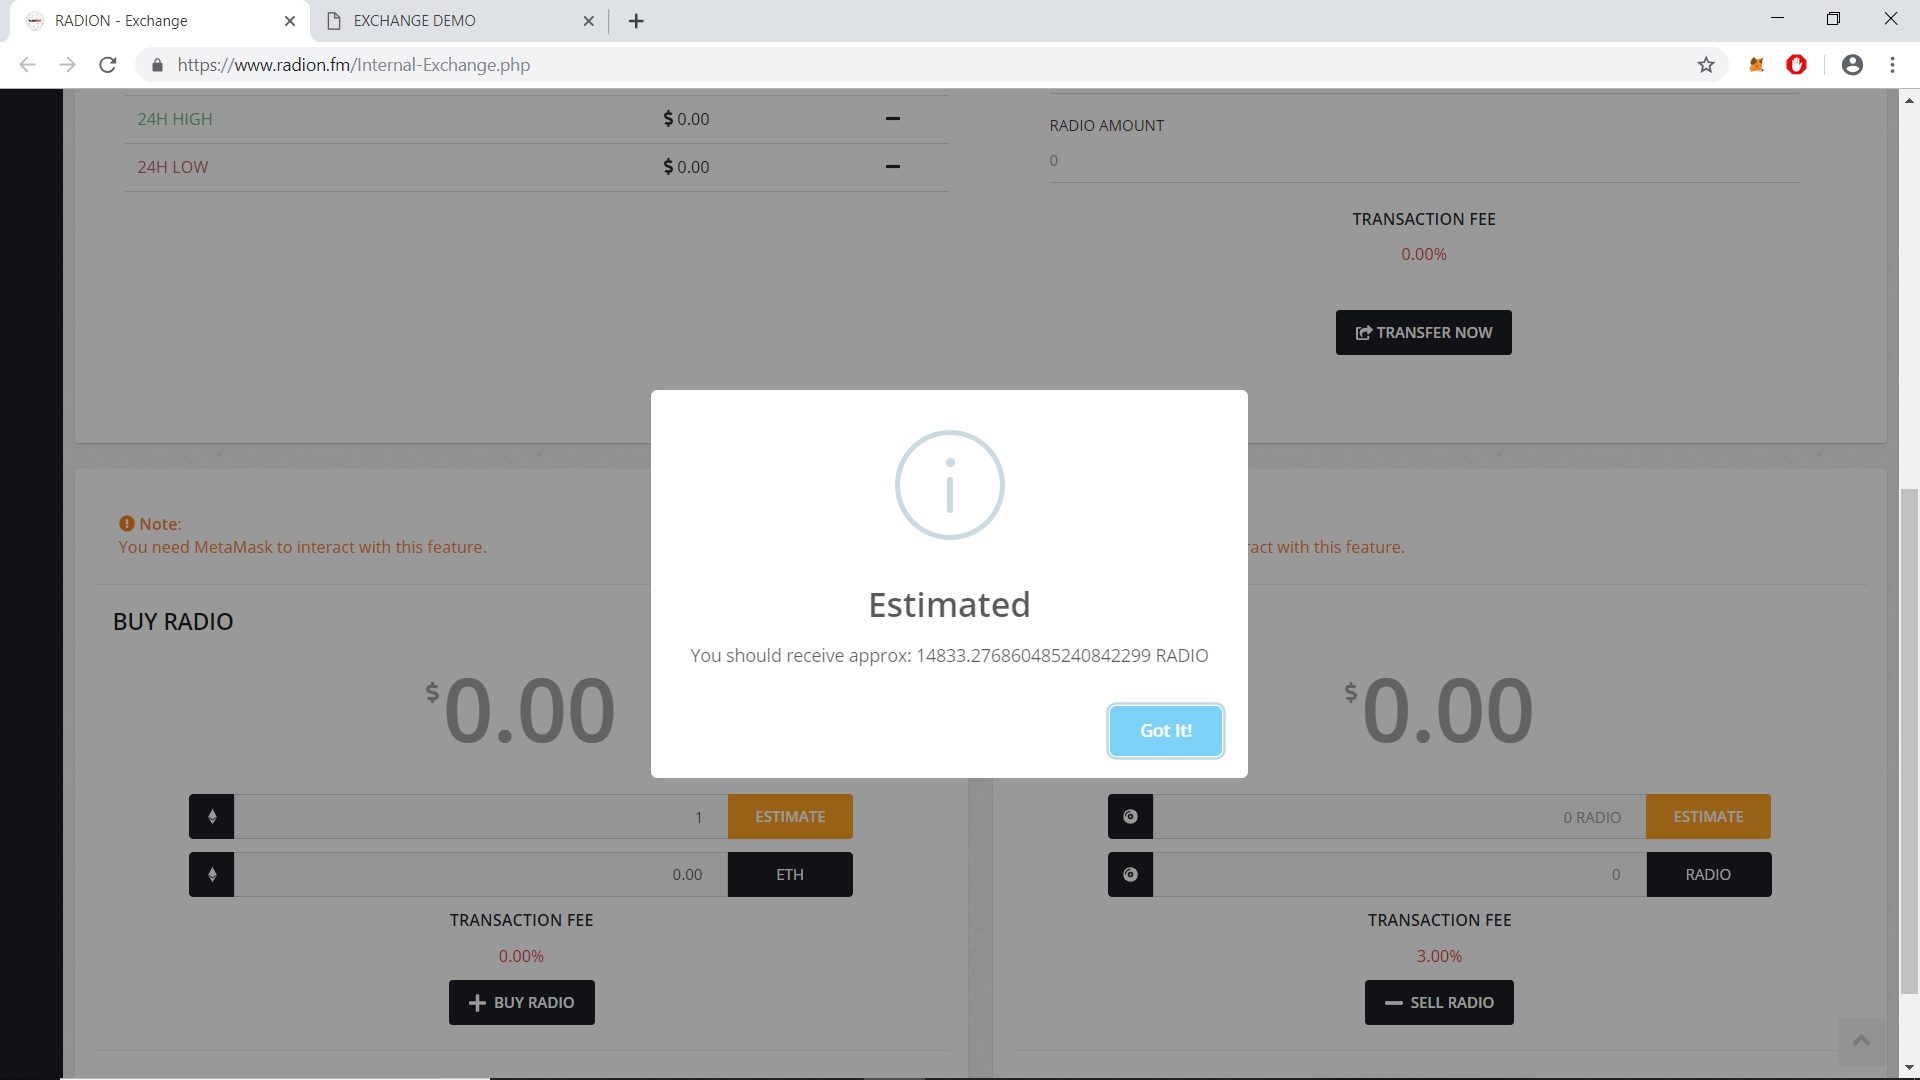 RADION - Exchange
EXCHANGE DEMO
https://www.radion.fm/Internal-Exchange.php
24H HIGH $ 0.00
24H LOW $ 0.00
RADIO AMOUNT
0
TRANSACTION FEE
0.00%
TRANSFER NOW
Note:
You need MetaMask to interact with this feature.
act with this feature.
Estimated
You should receive approx: 14833.276860485240842299 RADIO
Got It!
BUY RADIO
$ 0.00
1 ESTIMATE
0.00 ETH
TRANSACTION FEE
0.00%
BUY RADIO
$ 0.00
0 RADIO ESTIMATE
0 RADIO
TRANSACTION FEE
3.00%
SELL RADIO